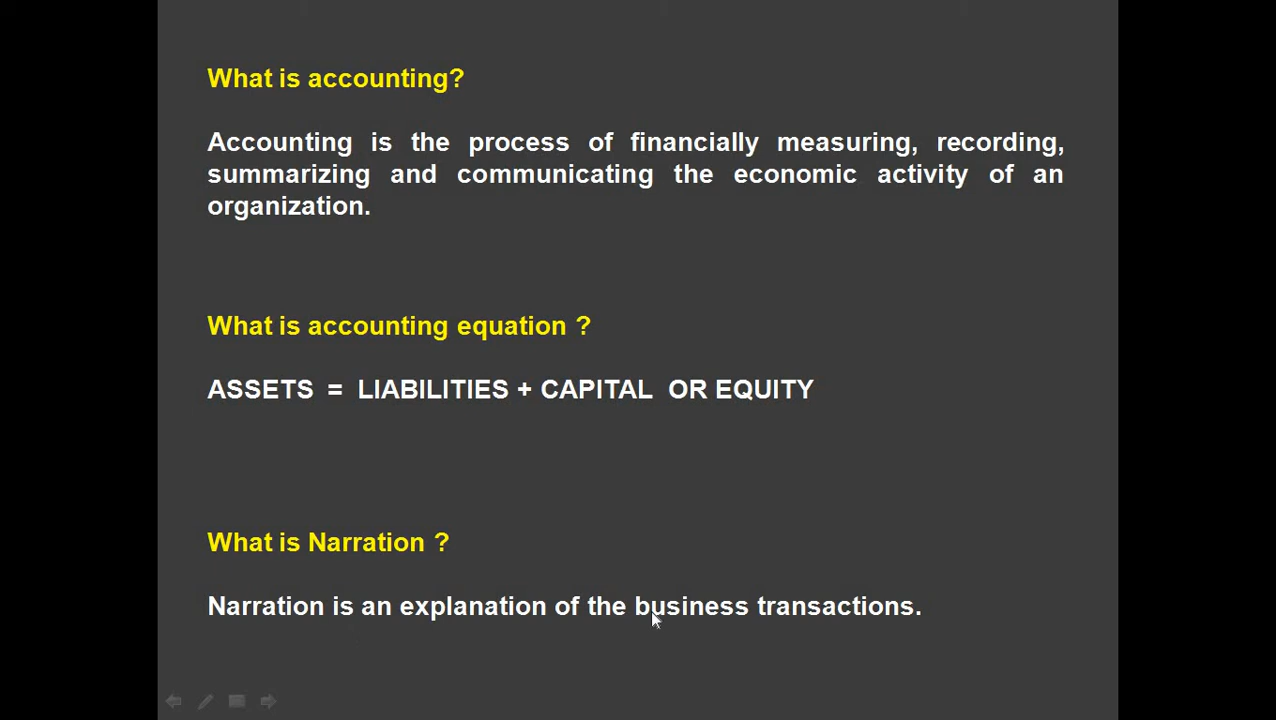 What is accounting?
Accounting is the process of financially measuring, recording,
summarizing and communicating the economic activity of an
organization.
What is accounting equation ?
ASSETS = LIABILITIES + CAPITAL OR EQUITY
What is Narration ?
Narration is an explanation of the business transactions.